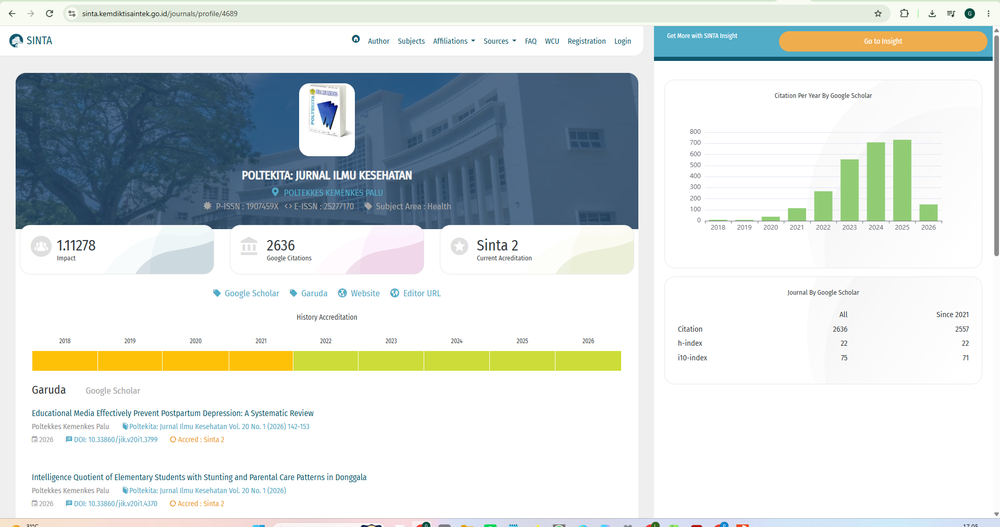 sinta.kemdiktisaintek.go.id/journals/profile/4689
G
SINTA
Author Subjects Affiliations Sources FAQ WCU Registration Login
Get More with SINTA Insight
Go to Insight
JURNAL ILMU KESEHATAN
POLTEKITA
POLTEKITA: JURNAL ILMU KESEHATAN
POLTEKKES KEMENKES PALU
P-ISSN : 1907459X <> E-ISSN : 25277170 Subject Area : Health
1.11278
Impact
2636
Google Citations
Sinta 2
Current Acreditation
Google Scholar Garuda Website Editor URL
History Accreditation
2018 2019 2020 2021 2022 2023 2024 2025 2026
Garuda Google Scholar
Educational Media Effectively Prevent Postpartum Depression: A Systematic Review
Poltekkes Kemenkes Palu Poltekita: Jurnal Ilmu Kesehatan Vol. 20 No. 1 (2026) 142-153
2026 DOI: 10.33860/jik.v20i1.3799 Accred : Sinta 2
Intelligence Quotient of Elementary Students with Stunting and Parental Care Patterns in Donggala
Poltekkes Kemenkes Palu Poltekita: Jurnal Ilmu Kesehatan Vol. 20 No. 1 (2026)
2026 DOI: 10.33860/jik.v20i1.4370 Accred : Sinta 2
Citation Per Year By Google Scholar
800
700
600
500
400
300
200
100
0
2018 2019 2020 2021 2022 2023 2024 2025 2026
Journal By Google Scholar
All Since 2021
Citation 2636 2557
h-index 22 22
i10-index 75 71
31°C
17.05